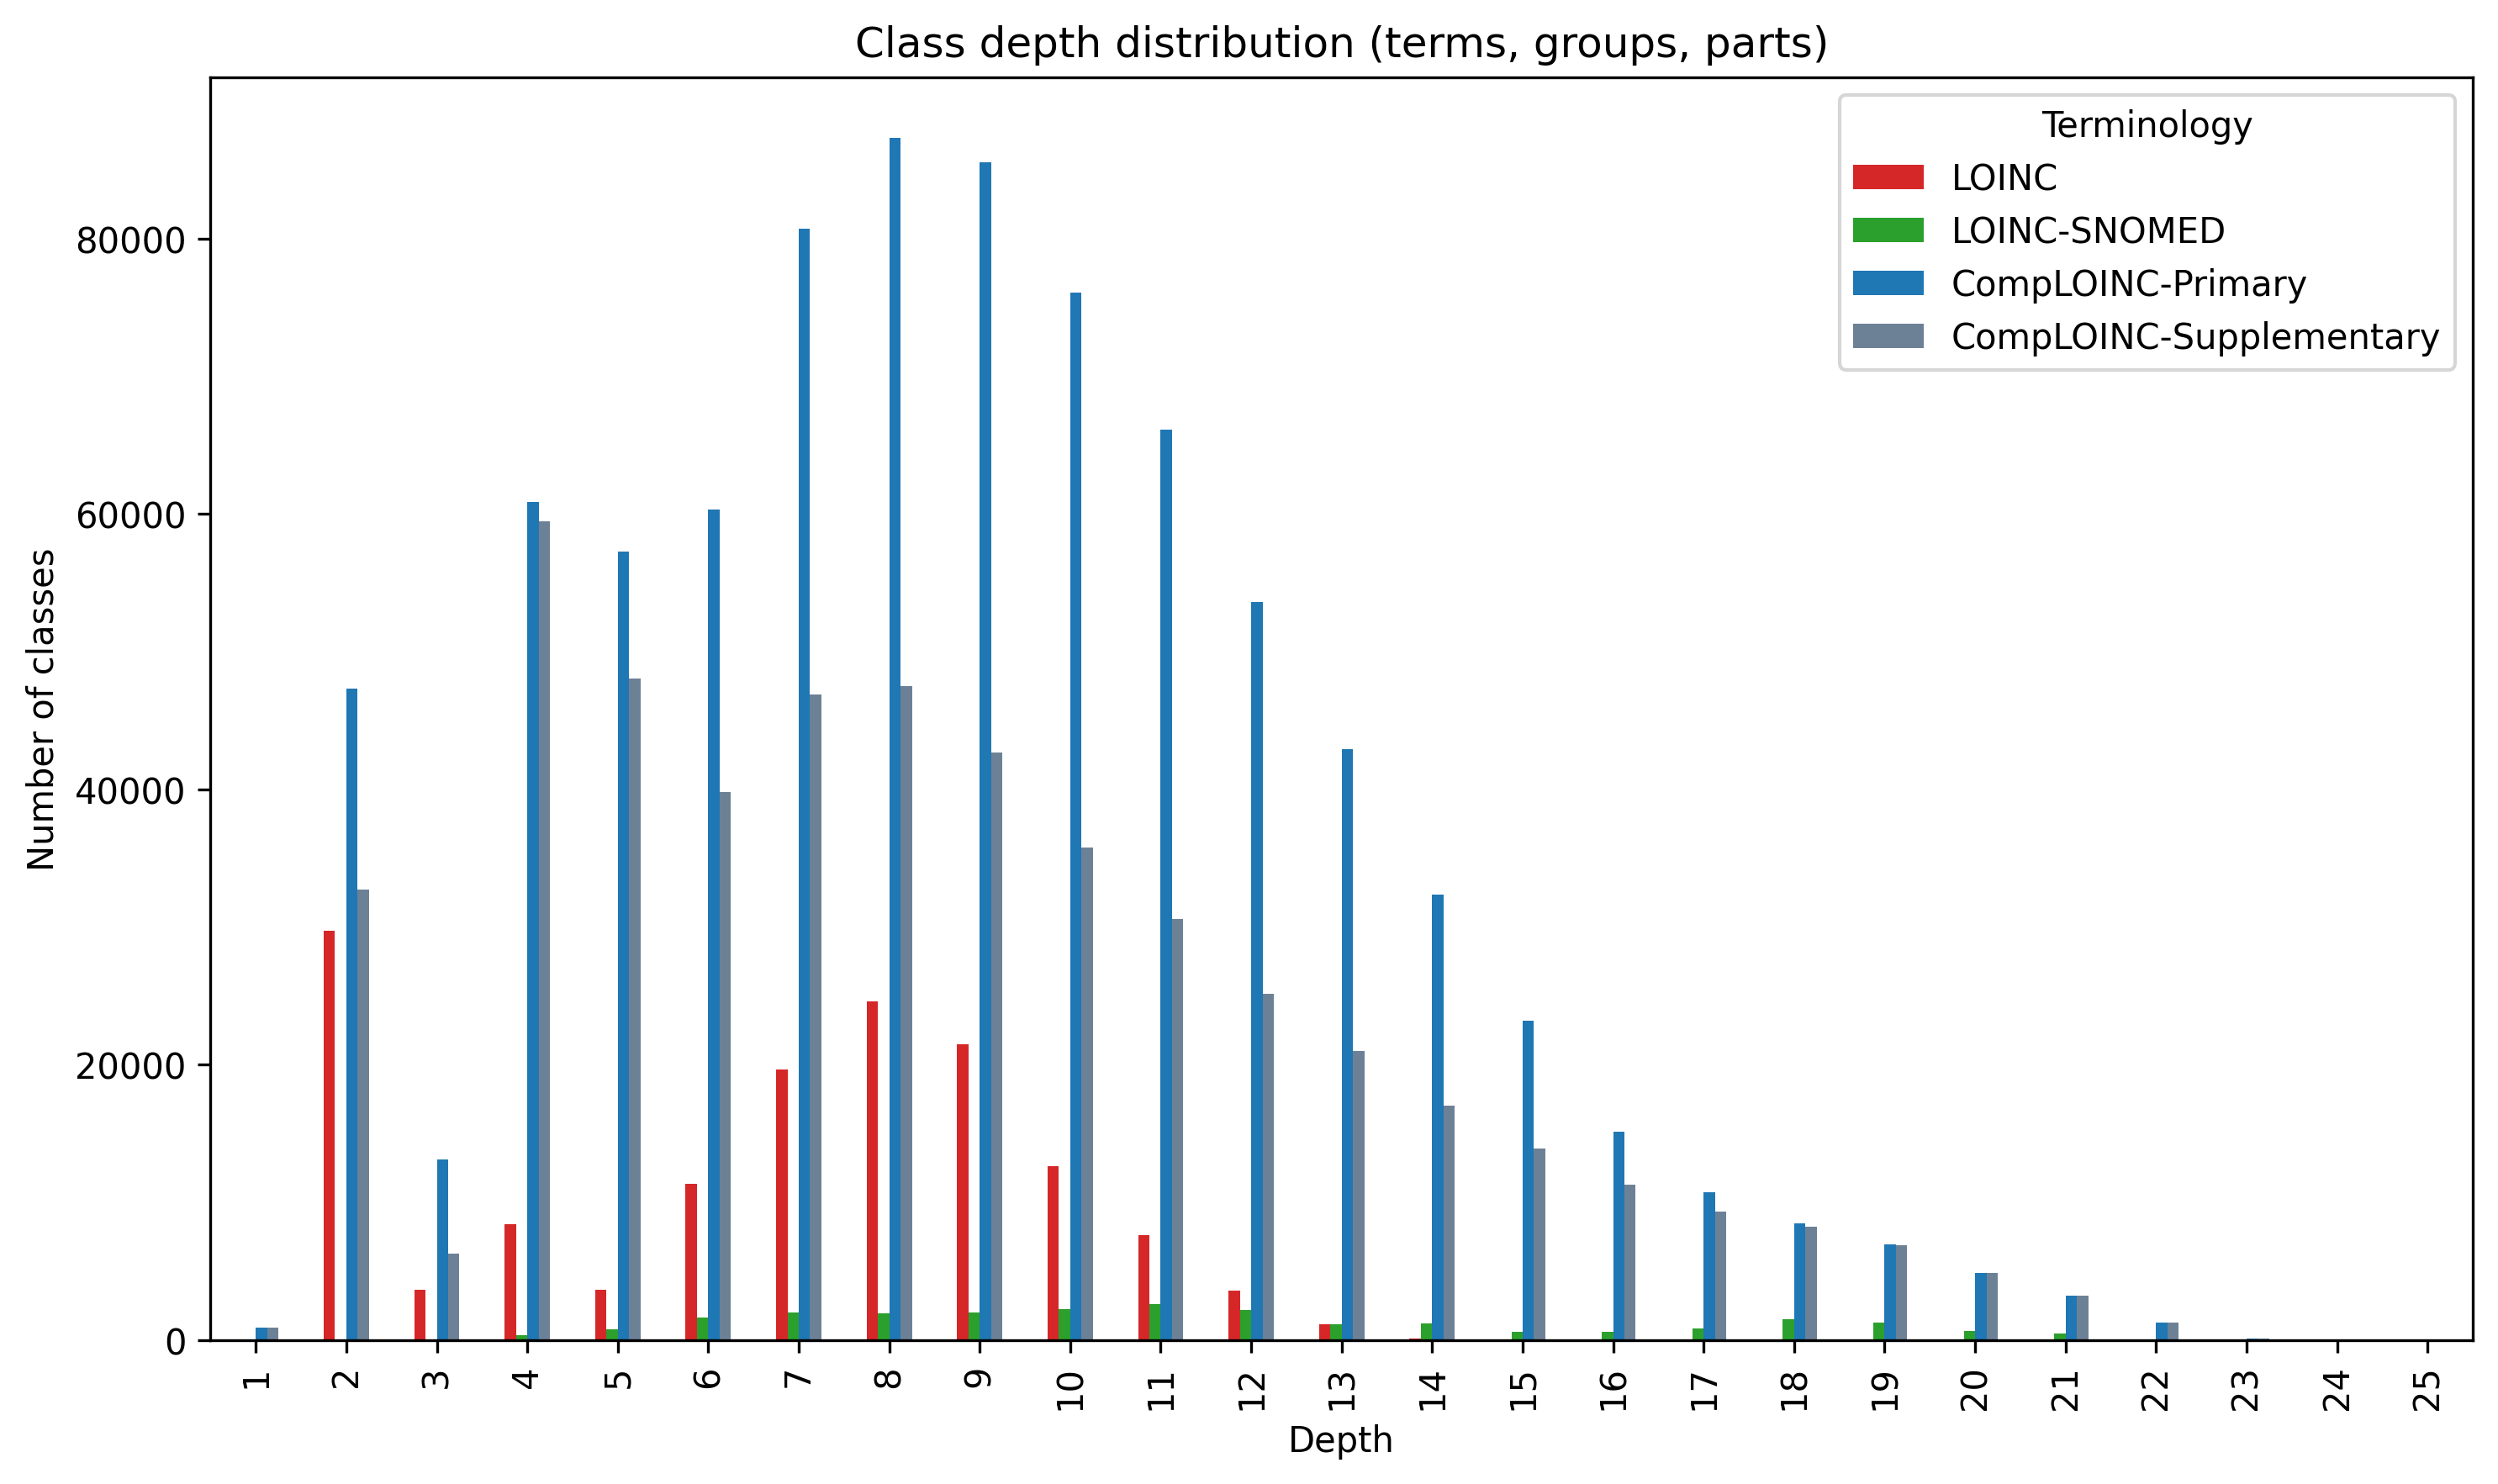 Class depth distribution (terms, groups, parts)
Terminology
LOINC
LOINC-SNOMED
CompLOINC-Primary
CompLOINC-Supplementary
Number of classes
80000
60000
40000
20000
0
1 2 3 4 5 6 7 8 9 10 11 12 13 14 15 16 17 18 19 20 21 22 23 24 25
Depth